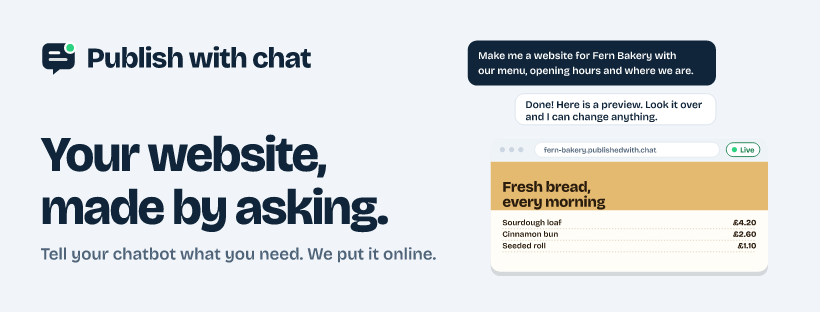 Publish with chat
Your website,
made by asking.
Tell your chatbot what you need. We put it online.
Make me a website for Fern Bakery with
our menu, opening hours and where we are.
Done! Here is a preview. Look it over
and I can change anything.
fern-bakery.publishedwith.chat
Live
Fresh bread,
every morning
Sourdough loaf £4.20
Cinnamon bun £2.60
Seeded roll £1.10